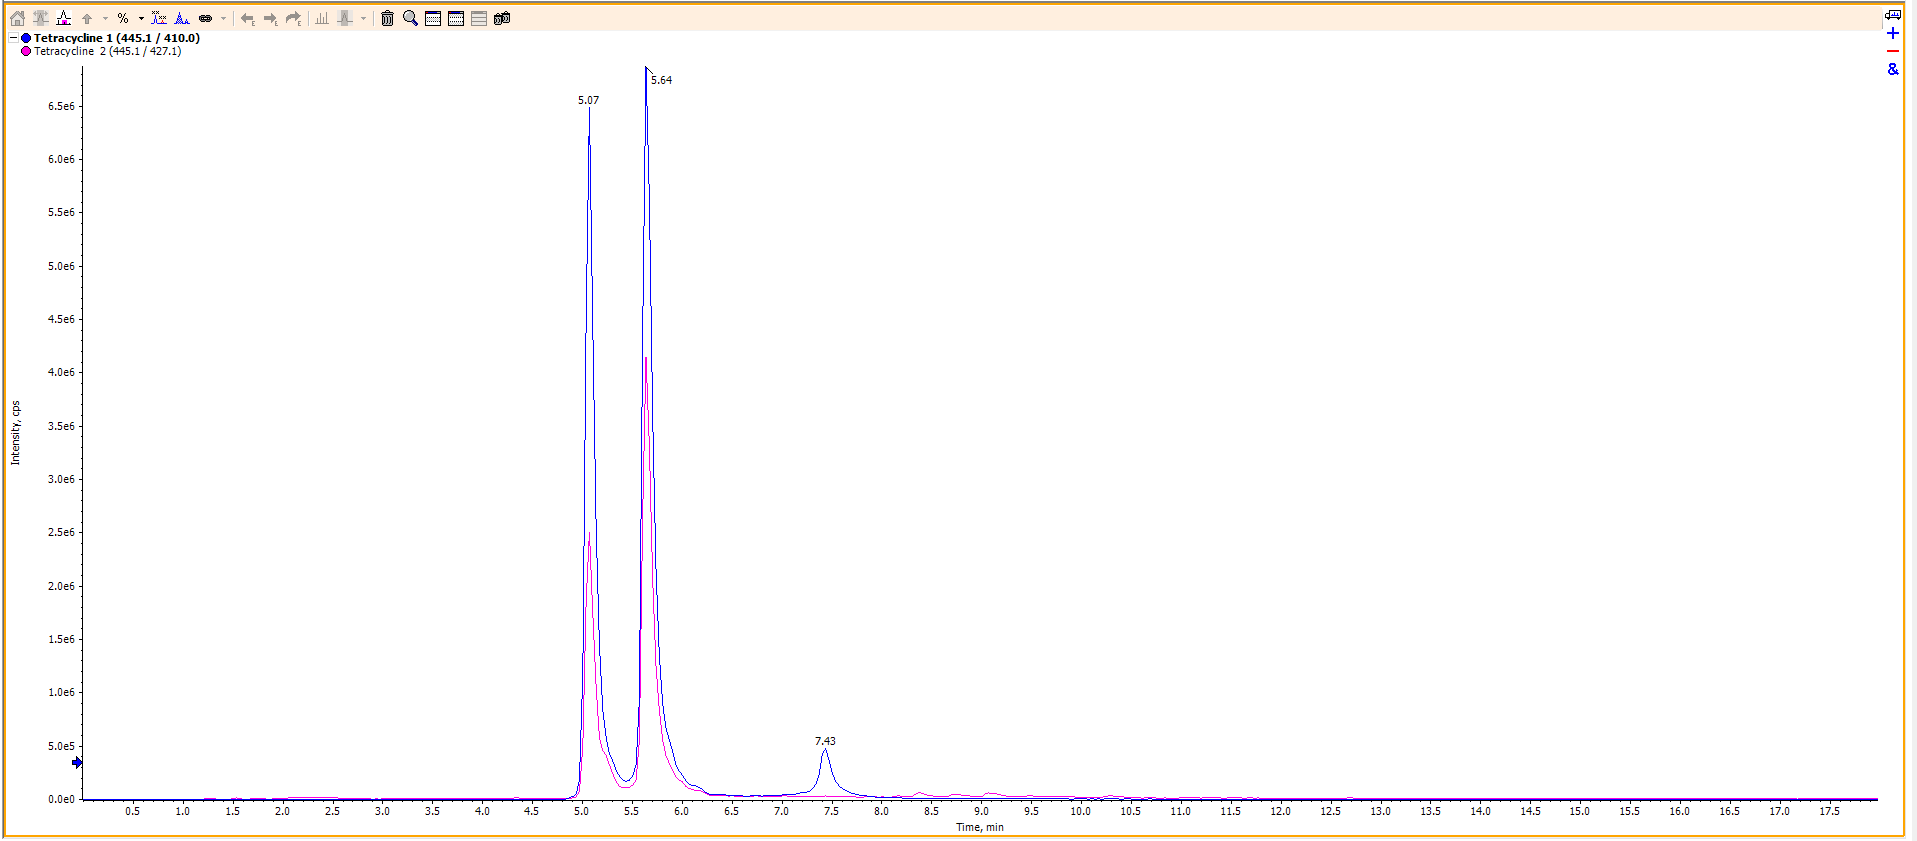 Tetracycline 1 (445.1 / 410.0)
Tetracycline 2 (445.1 / 427.1)
%
&
5.07
5.64
7.43
6.5e6
6.0e6
5.5e6
5.0e6
4.5e6
4.0e6
3.5e6
3.0e6
2.5e6
2.0e6
1.5e6
1.0e6
5.0e5
0.0e0
Intensity, cps
0.5 1.0 1.5 2.0 2.5 3.0 3.5 4.0 4.5 5.0 5.5 6.0 6.5 7.0 7.5 8.0 8.5 9.0 9.5 10.0 10.5 11.0 11.5 12.0 12.5 13.0 13.5 14.0 14.5 15.0 15.5 16.0 16.5 17.0 17.5
Time, min